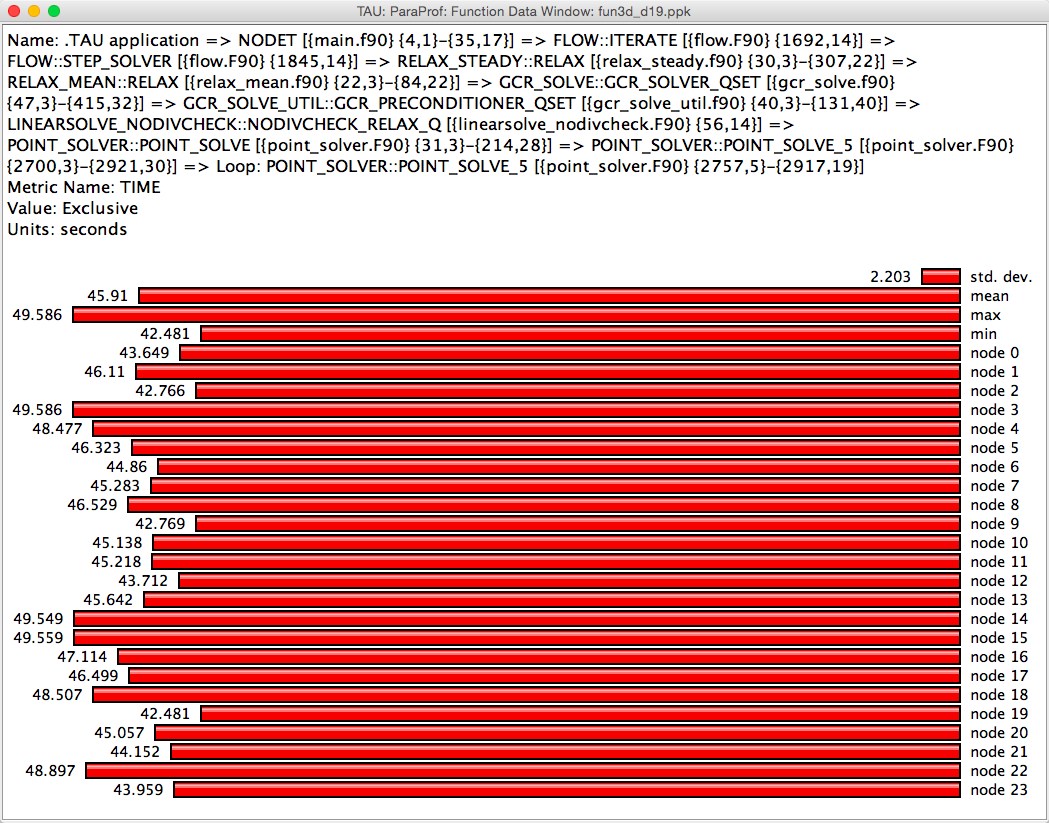 TAU: ParaProf: Function Data Window: fun3d_d19.ppk
Name: .TAU application => NODET [{main.f90} {4,1}-{35,17}] => FLOW::ITERATE [{flow.F90} {1692,14}] =>
FLOW::STEP_SOLVER [{flow.F90} {1845,14}] => RELAX_STEADY::RELAX [{relax_steady.f90} {30,3}-{307,22}] =>
RELAX_MEAN::RELAX [{relax_mean.f90} {22,3}-{84,22}] => GCR_SOLVE::GCR_SOLVER_QSET [{gcr_solve.f90}
{47,3}-{415,32}] => GCR_SOLVE_UTIL::GCR_PRECONDITIONER_QSET [{gcr_solve_util.f90} {40,3}-{131,40}] =>
LINEARSOLVE_NODIVCHECK::NODIVCHECK_RELAX_Q [{linearsolve_nodivcheck.F90} {56,14}] =>
POINT_SOLVER::POINT_SOLVE [{point_solver.F90} {31,3}-{214,28}] => POINT_SOLVER::POINT_SOLVE_5 [{point_solver.F90}
{2700,3}-{2921,30}] => Loop: POINT_SOLVER::POINT_SOLVE_5 [{point_solver.F90} {2757,5}-{2917,19}]
Metric Name: TIME
Value: Exclusive
Units: seconds
2.203 std. dev.
45.91 mean
49.586 max
42.481 min
43.649 node 0
46.11 node 1
42.766 node 2
49.586 node 3
48.477 node 4
46.323 node 5
44.86 node 6
45.283 node 7
46.529 node 8
42.769 node 9
45.138 node 10
45.218 node 11
43.712 node 12
45.642 node 13
49.549 node 14
49.559 node 15
47.114 node 16
46.499 node 17
48.507 node 18
42.481 node 19
45.057 node 20
44.152 node 21
48.897 node 22
43.959 node 23